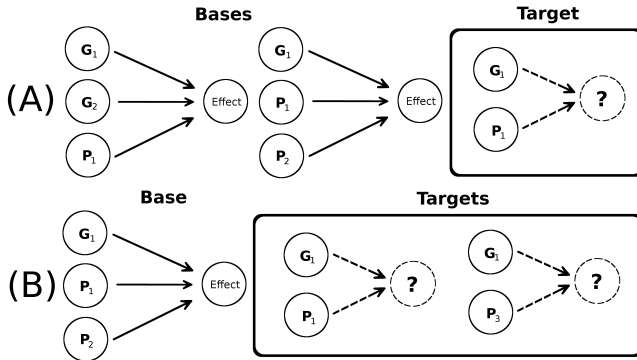 Bases
Target
(A)
G1
G2
P1
Effect
G1
P1
P2
Effect
G1
P1
?
Base
Targets
(B)
G1
P1
P2
Effect
G1
P1
?
G1
P3
?